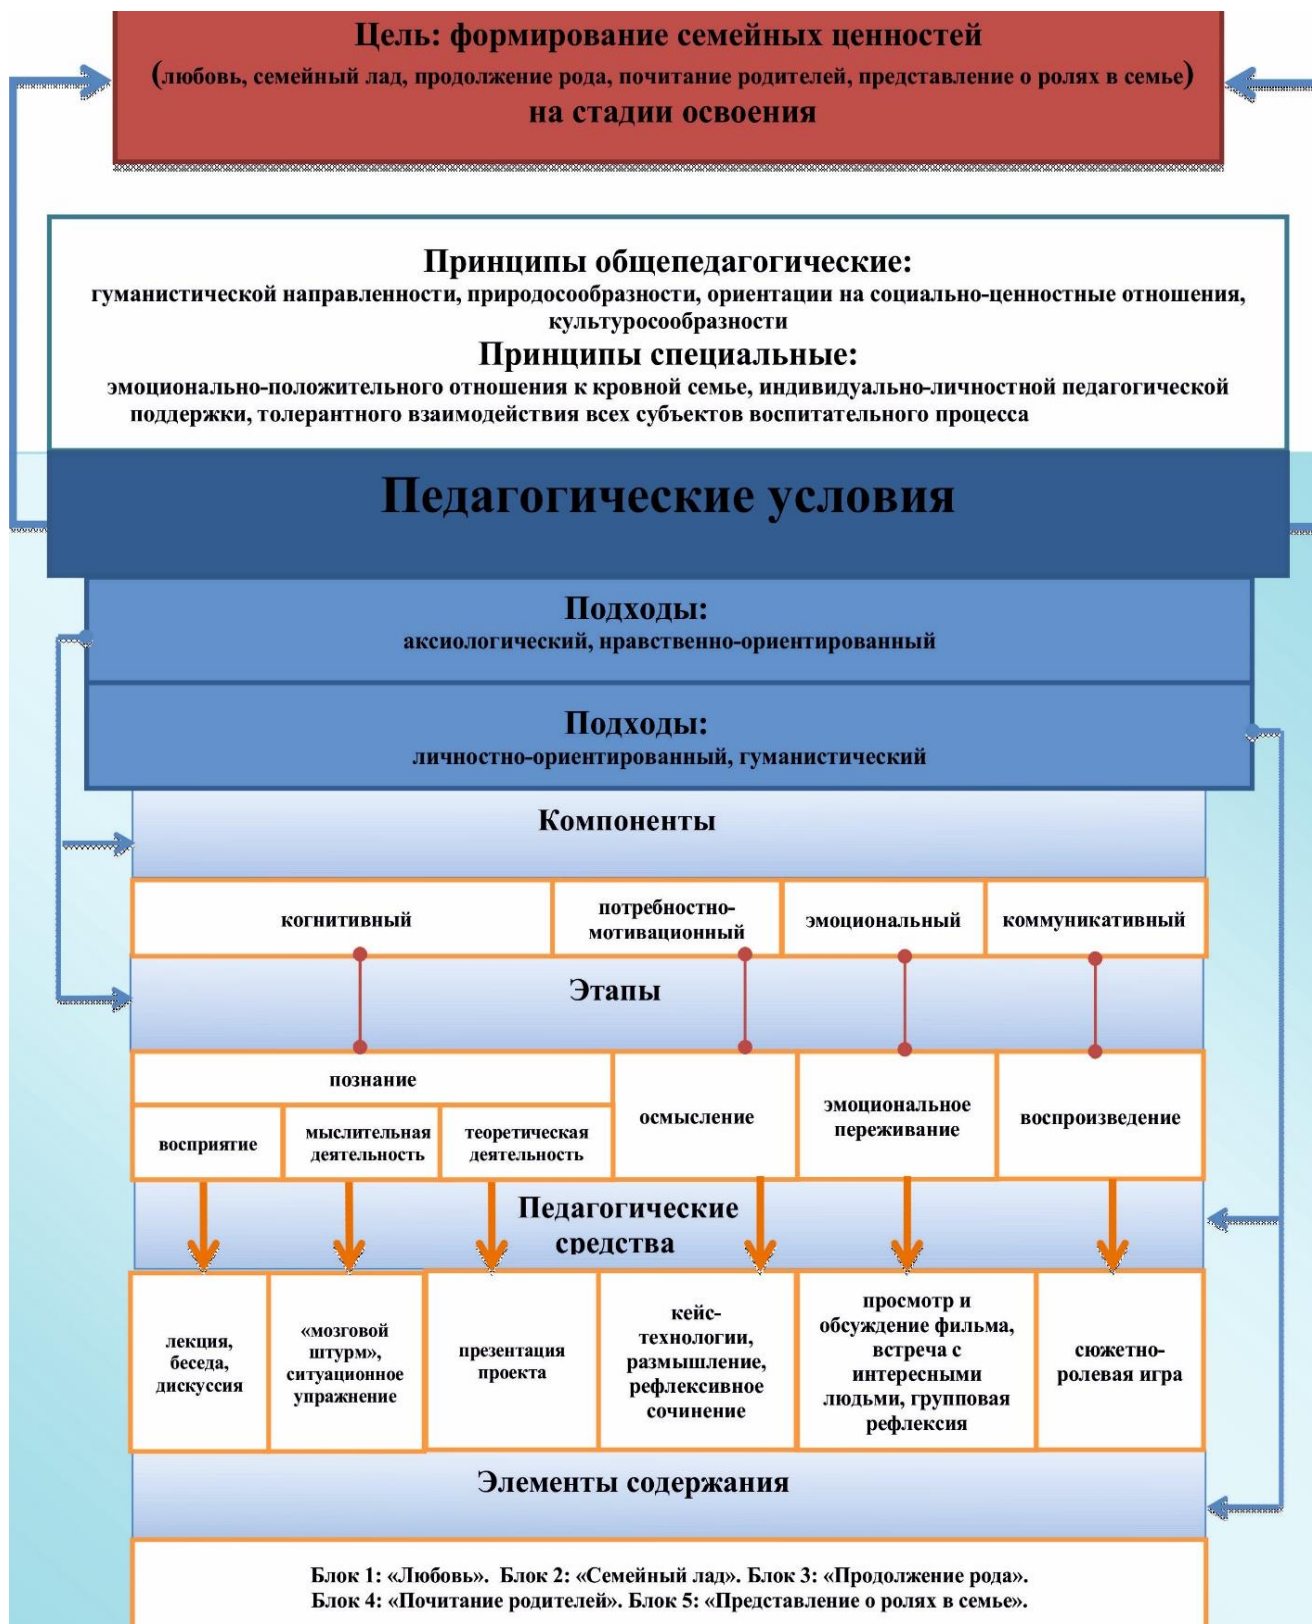 Цель: формирование семейных ценностей
(любовь, семейный лад, продолжение рода, почитание родителей, представление о ролях в семье)
на стадии освоения
Принципы общепедагогические:
гуманистической направленности, природосообразности, ориентации на социально-ценностные отношения,
культуросообразности
Принципы специальные:
эмоционально-положительного отношения к кровной семье, индивидуально-личностной педагогической
поддержки, толерантного взаимодействия всех субъектов воспитательного процесса
Педагогические условия
Подходы:
аксиологический, нравственно-ориентированный
Подходы:
личностно-ориентированный, гуманистический
Компоненты
когнитивный
потребностно-
мотивационный
эмоциональный
коммуникативный
Этапы
познание
восприятие
мыслительная
деятельность
теоретическая
деятельность
осмысление
эмоциональное
переживание
воспроизведение
Педагогические
средства
лекция,
беседа,
дискуссия
«мозговой
штурм»,
ситуационное
упражнение
презентация
проекта
кейс-
технологии,
размышление,
рефлексивное
сочинение
просмотр и
обсуждение фильма,
встреча с
интересными
людьми, групповая
рефлексия
сюжетно-
ролевая игра
Элементы содержания
Блок 1: «Любовь». Блок 2: «Семейный лад». Блок 3: «Продолжение рода».
Блок 4: «Почитание родителей». Блок 5: «Представление о ролях в семье».